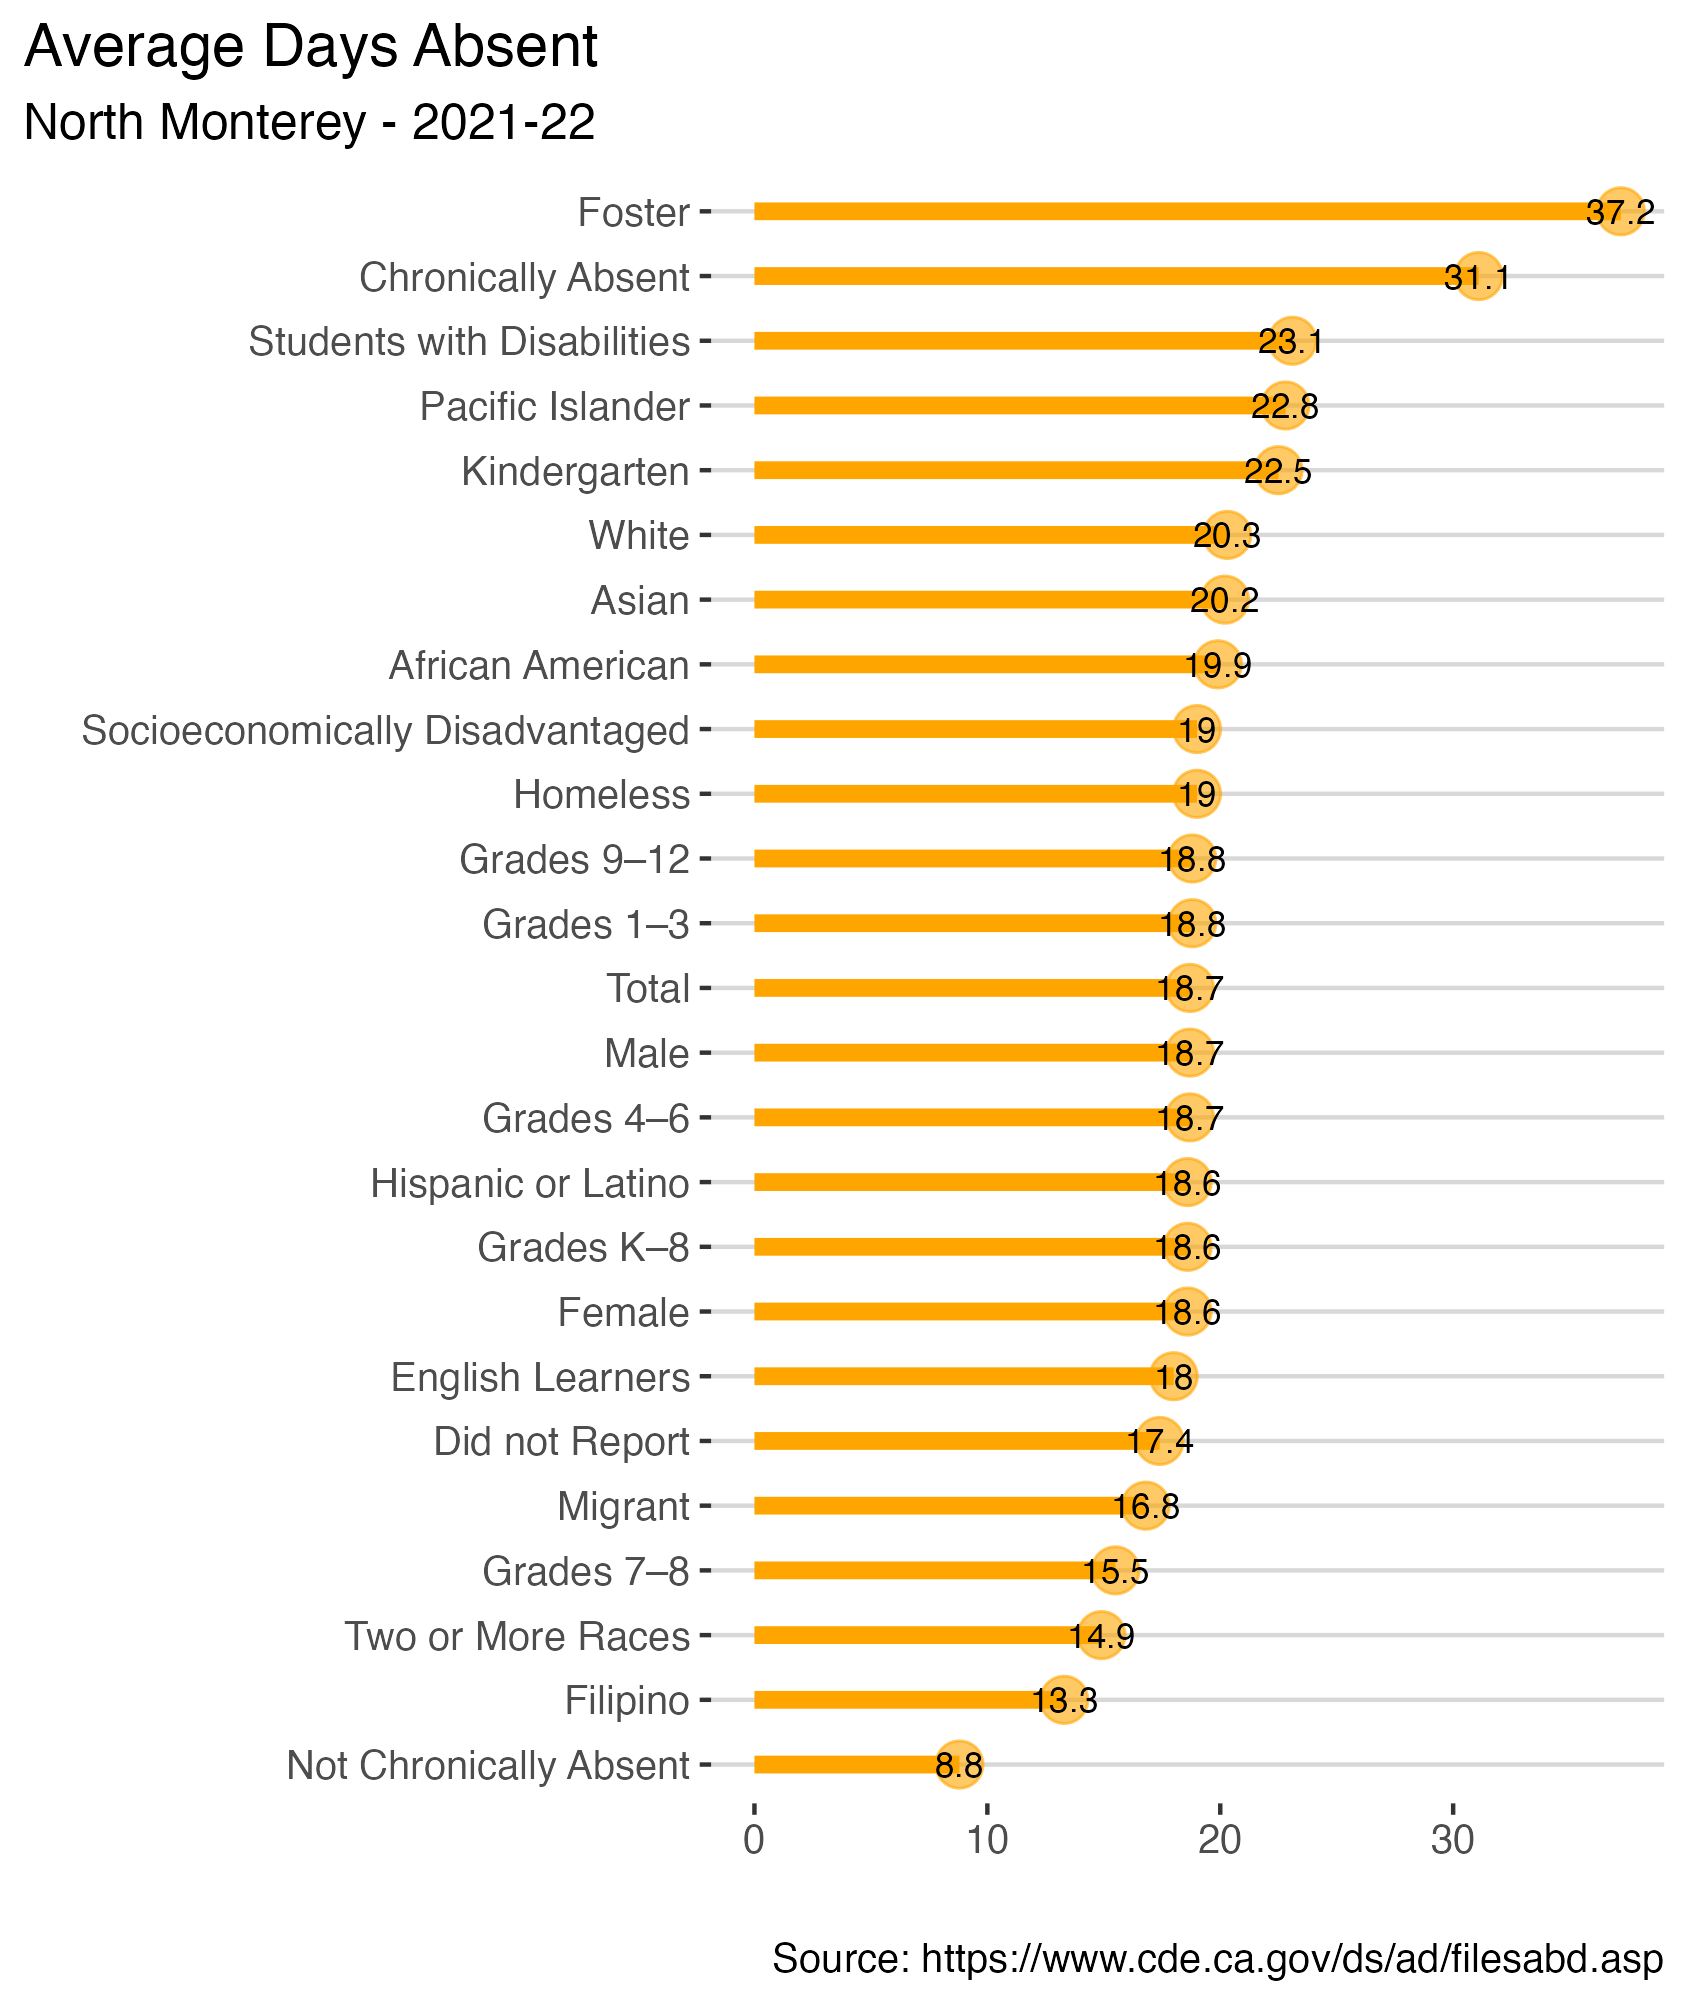 Average Days Absent
North Monterey - 2021-22
Foster 37.2
Chronically Absent 31.1
Students with Disabilities 23.1
Pacific Islander 22.8
Kindergarten 22.5
White 20.3
Asian 20.2
African American 19.9
Socioeconomically Disadvantaged 19
Homeless 19
Grades 9–12 18.8
Grades 1–3 18.8
Total 18.7
Male 18.7
Grades 4–6 18.7
Hispanic or Latino 18.6
Grades K–8 18.6
Female 18.6
English Learners 18
Did not Report 17.4
Migrant 16.8
Grades 7–8 15.5
Two or More Races 14.9
Filipino 13.3
Not Chronically Absent 8.8
0 10 20 30
Source: https://www.cde.ca.gov/ds/ad/filesabd.asp